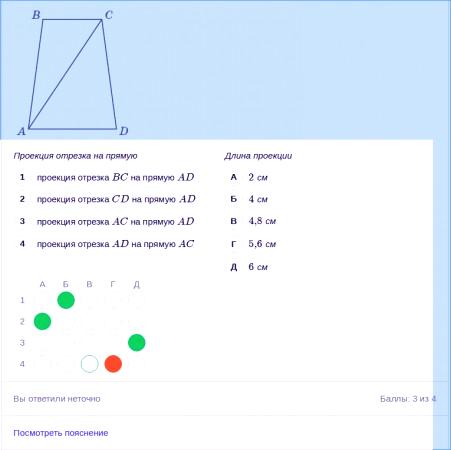 B C
A D
Проекция отрезка на прямую Длина проекции
1 проекция отрезка BC на прямую AD А 2 см
2 проекция отрезка CD на прямую AD Б 4 см
3 проекция отрезка AC на прямую AD В 4,8 см
4 проекция отрезка AD на прямую AC Г 5,6 см
Д 6 см
А Б В Г Д
1
2
3
4
Вы ответили неточно Баллы: 3 из 4
Посмотреть пояснение